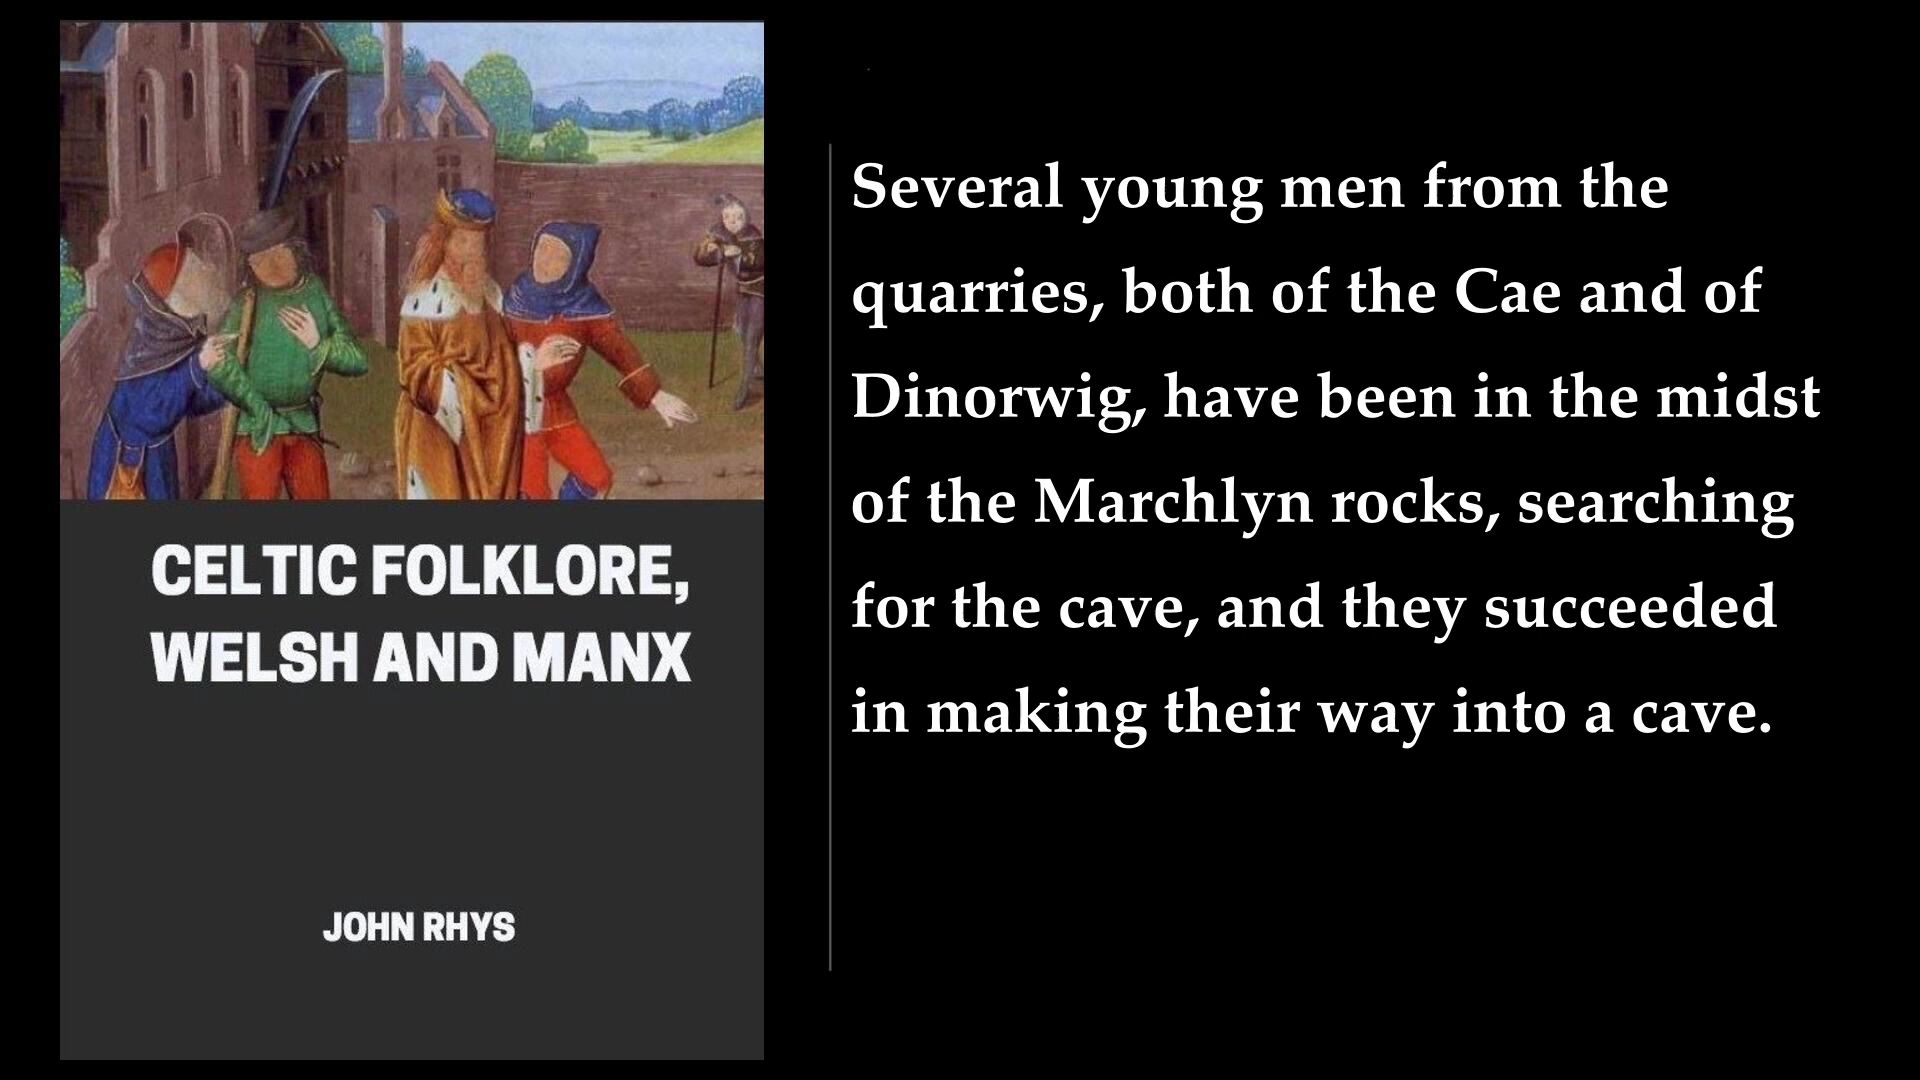 CELTIC FOLKLORE,
WELSH AND MANX
JOHN RHYS
Several young men from the
quarries, both of the Cae and of
Dinorwig, have been in the midst
of the Marchlyn rocks, searching
for the cave, and they succeeded
in making their way into a cave.